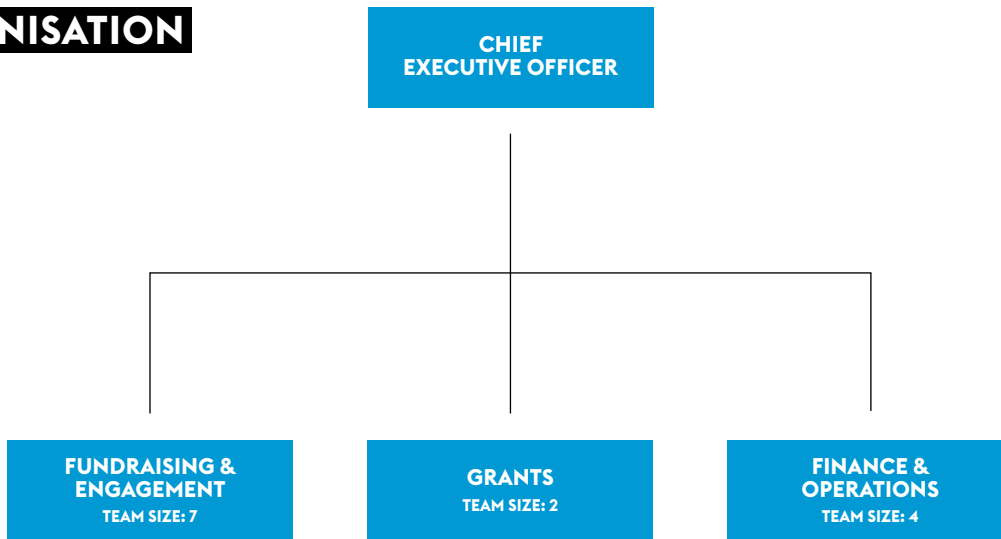 NISATION
CHIEF
EXECUTIVE OFFICER
FUNDRAISING &
ENGAGEMENT
TEAM SIZE: 7
GRANTS
TEAM SIZE: 2
FINANCE &
OPERATIONS
TEAM SIZE: 4